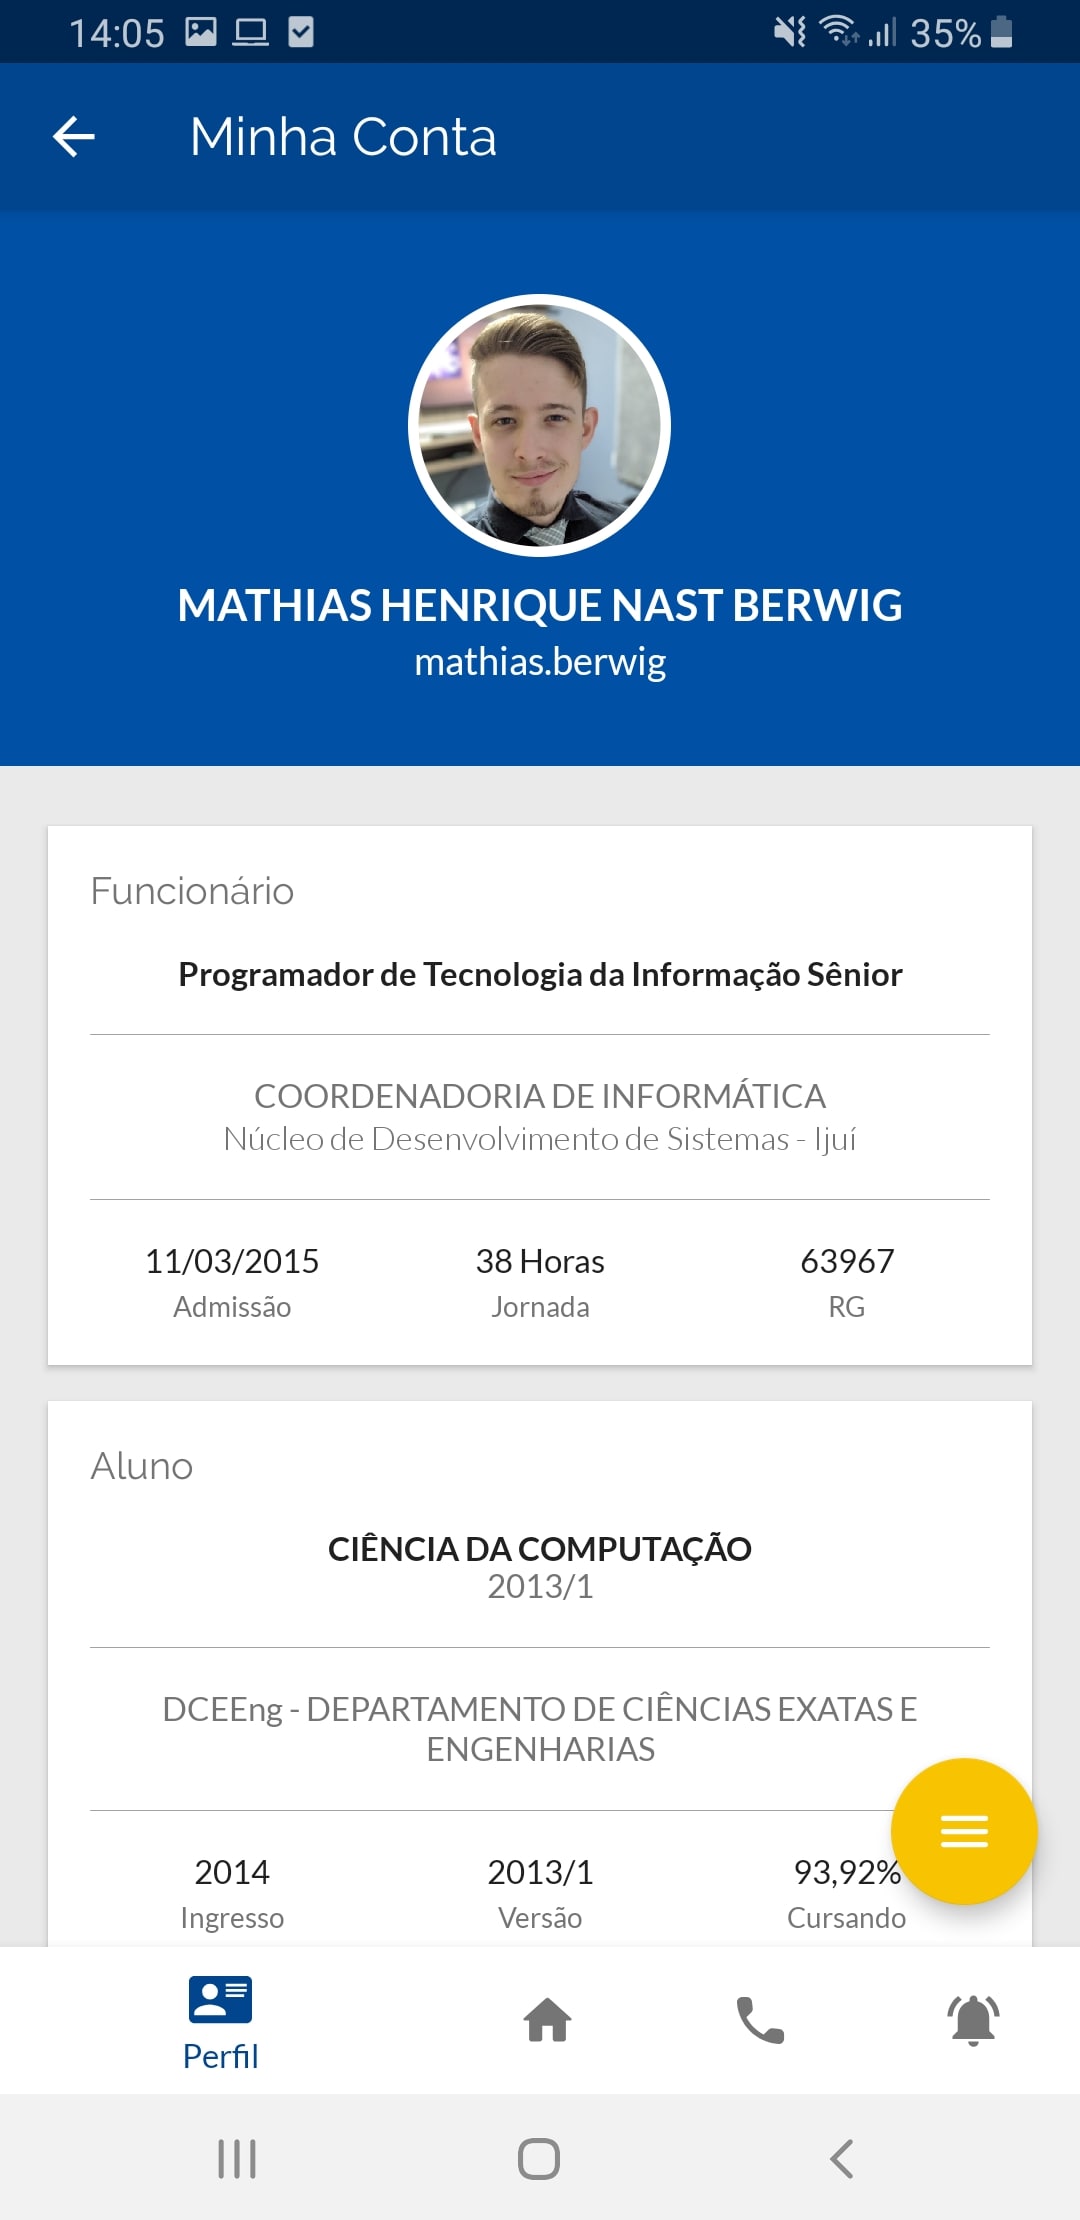 14:05
35%
Minha Conta
MATHIAS HENRIQUE NAST BERWIG
mathias.berwig
Funcionário
Programador de Tecnologia da Informação Sênior
COORDENADORIA DE INFORMÁTICA
Núcleo de Desenvolvimento de Sistemas - Ijuí
11/03/2015 38 Horas 63967
Admissão Jornada RG
Aluno
CIÊNCIA DA COMPUTAÇÃO
2013/1
DCEEng - DEPARTAMENTO DE CIÊNCIAS EXATAS E
ENGENHARIAS
2014 2013/1 93,92%
Ingresso Versão Cursando
Perfil